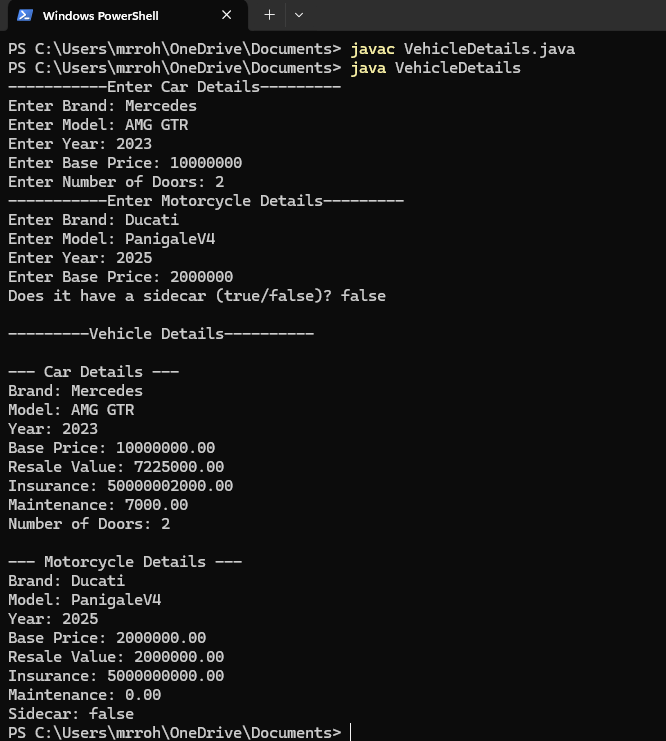 Windows PowerShell
PS C:\Users\mrroh\OneDrive\Documents> javac VehicleDetails.java
PS C:\Users\mrroh\OneDrive\Documents> java VehicleDetails
-----------Enter Car Details---------
Enter Brand: Mercedes
Enter Model: AMG GTR
Enter Year: 2023
Enter Base Price: 10000000
Enter Number of Doors: 2
-----------Enter Motorcycle Details---------
Enter Brand: Ducati
Enter Model: PanigaleV4
Enter Year: 2025
Enter Base Price: 2000000
Does it have a sidecar (true/false)? false
---------Vehicle Details----------
--- Car Details ---
Brand: Mercedes
Model: AMG GTR
Year: 2023
Base Price: 10000000.00
Resale Value: 7225000.00
Insurance: 50000002000.00
Maintenance: 7000.00
Number of Doors: 2
--- Motorcycle Details ---
Brand: Ducati
Model: PanigaleV4
Year: 2025
Base Price: 2000000.00
Resale Value: 2000000.00
Insurance: 5000000000.00
Maintenance: 0.00
Sidecar: false
PS C:\Users\mrroh\OneDrive\Documents>